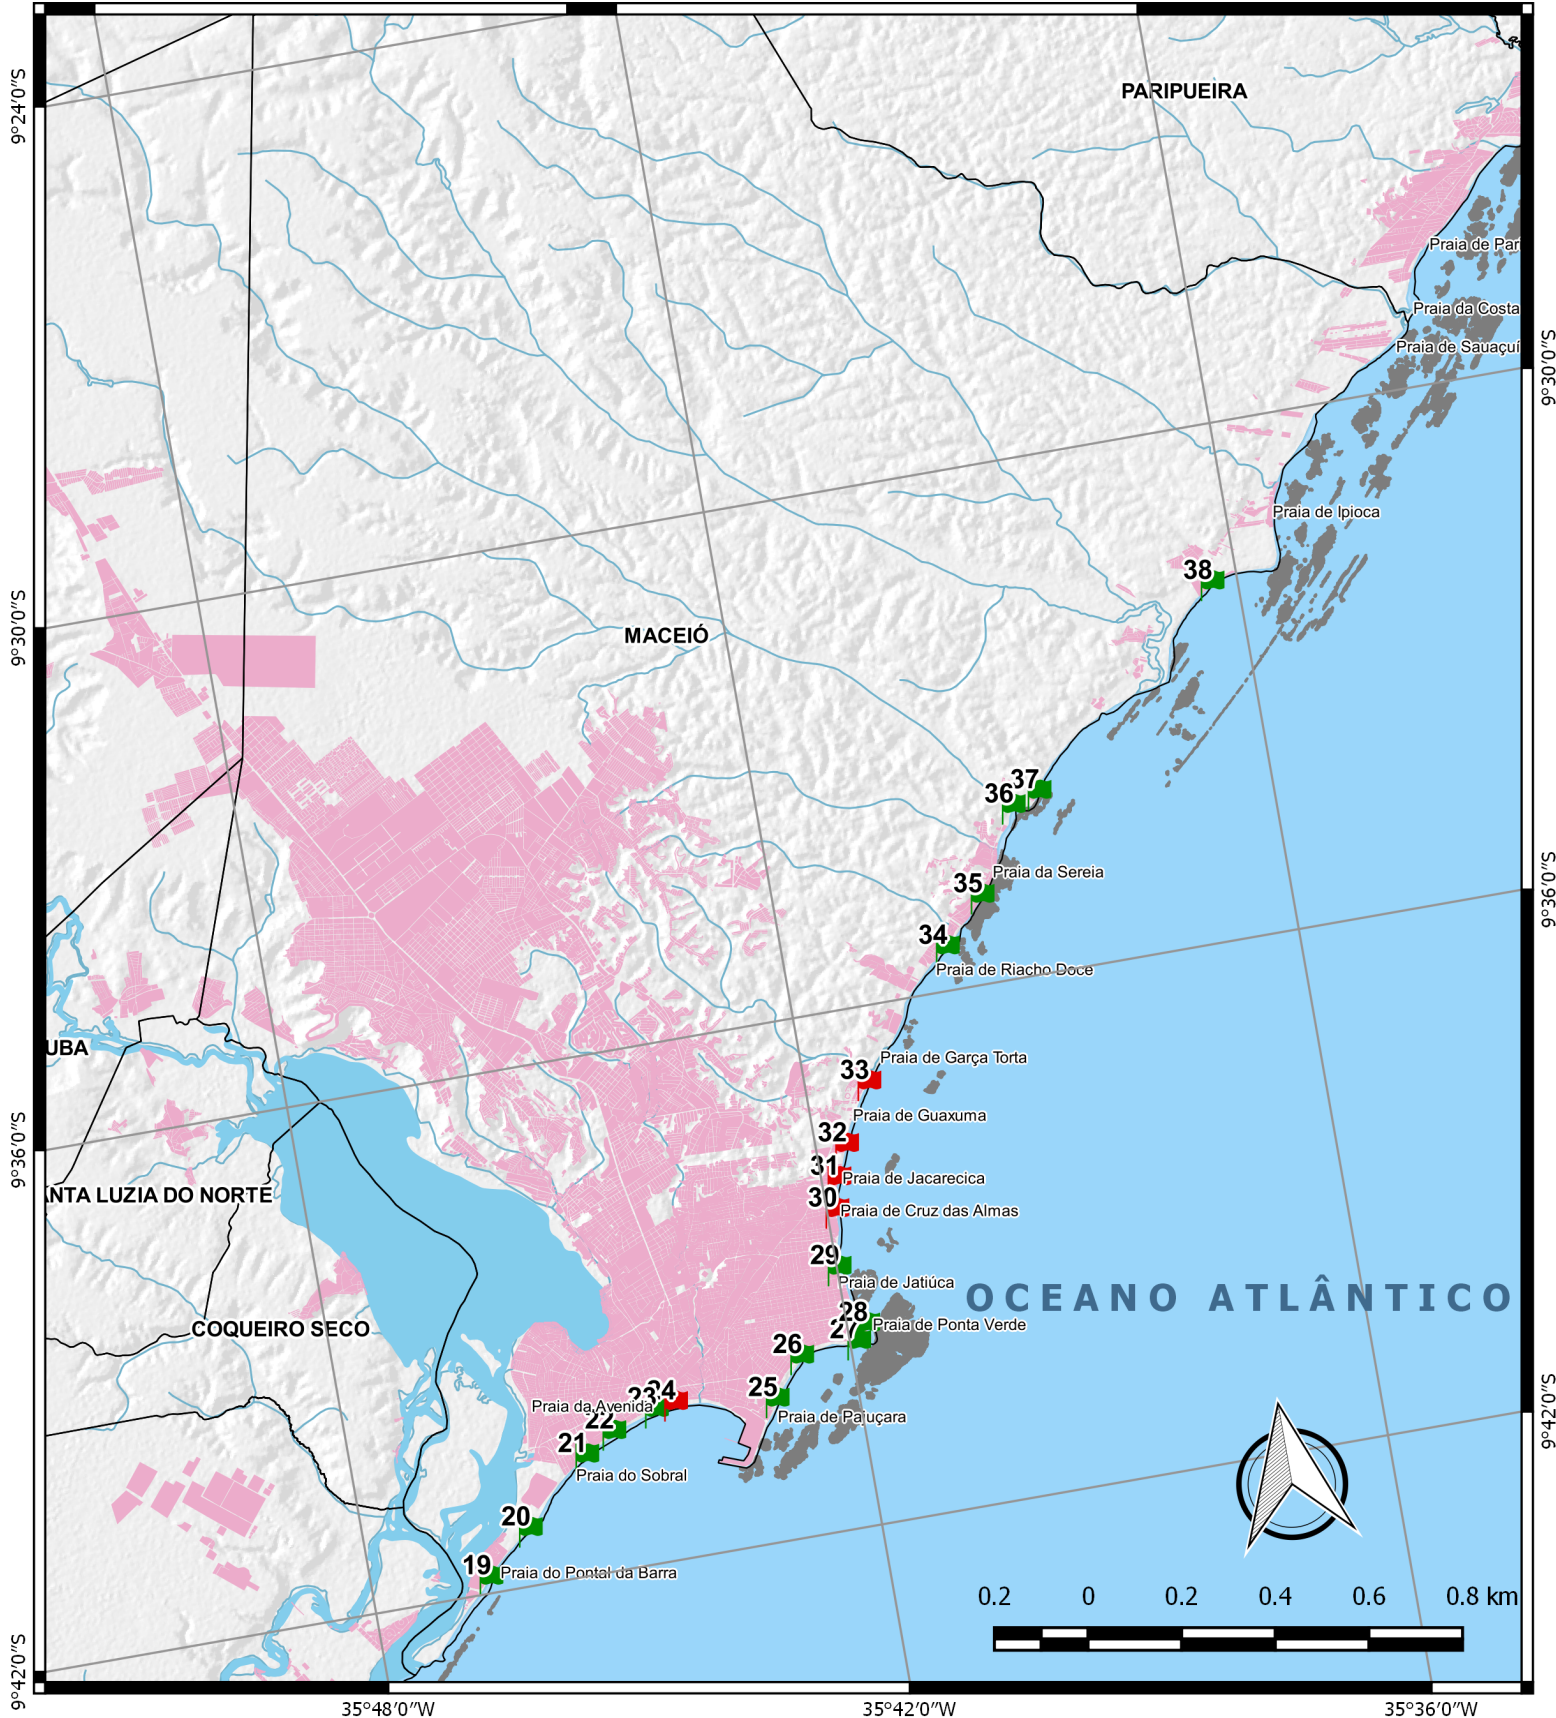 9°24'0"S
PARIPUEIRA
Praia de Par
Praia da Costa
Praia de Sauaçuí
9°30'0"S
Praia de Ipioca
38
9°30'0"S
MACEIÓ
37
36
Praia da Sereia
35
9°36'0"S
34
Praia de Riacho Doce
UBA
Praia de Garça Torta
33
Praia de Guaxuma
32
9°36'0"S
31
Praia de Jacarecica
ANTA LUZIA DO NORTE
30
Praia de Cruz das Almas
29
Praia de Jatiúca
OCEANO ATLÂNTICO
28
Praia de Ponta Verde
COQUEIRO SECO
27
26
25
24
23
Praia da Avenida
9°42'0"S
22
Praia de Pajuçara
21
Praia do Sobral
20
19
Praia do Pontal da Barra
0.2 0 0.2 0.4 0.6 0.8 km
9°42'0"S
35°48'0"W 35°42'0"W 35°36'0"W